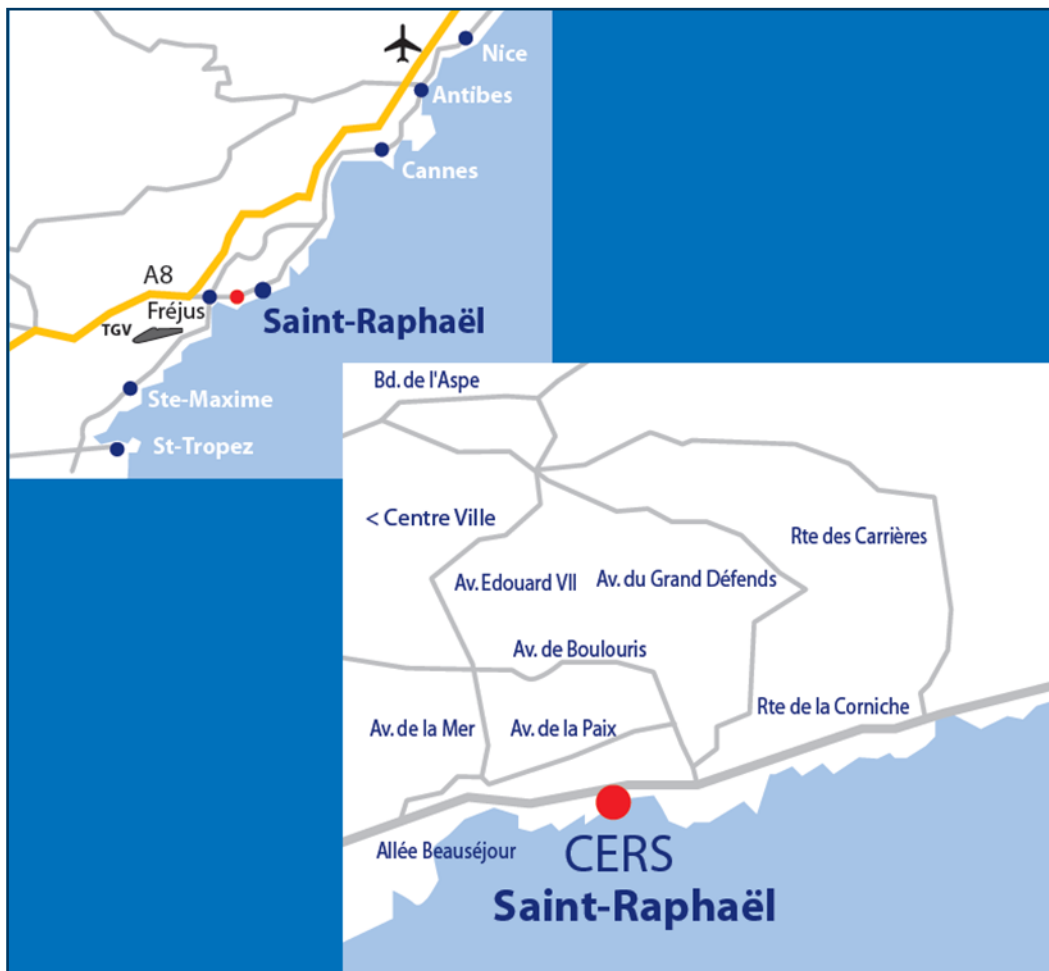 Nice
Antibes
Cannes
A8
Fréjus
TGV
Saint-Raphaël
Ste-Maxime
St-Tropez
Bd. de l'Aspe
< Centre Ville
Rte des Carrières
Av. Edouard VII
Av. du Grand Défends
Av. de Boulouris
Rte de la Corniche
Av. de la Mer
Av. de la Paix
Allée Beauséjour
CERS
Saint-Raphaël